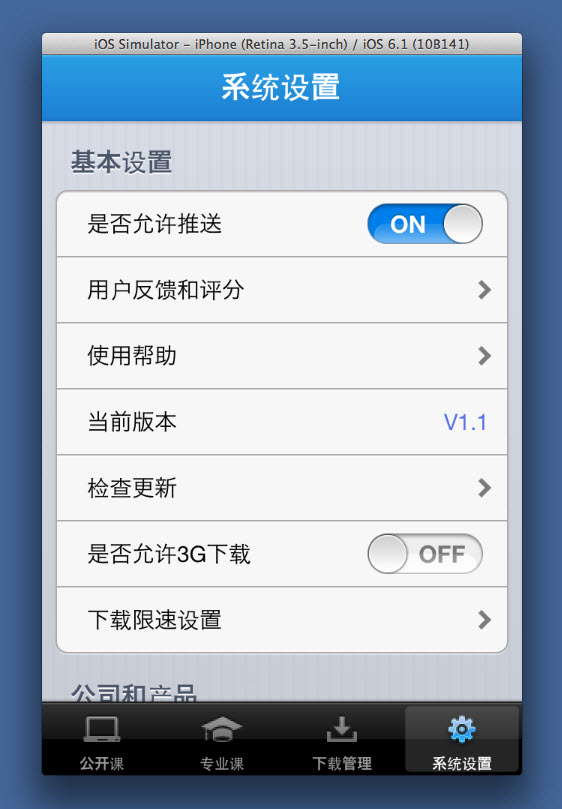 iOS Simulator - iPhone (Retina 3.5-inch) / iOS 6.1 (10B141)
系统设置
基本设置
是否允许推送 ON
用户反馈和评分
使用帮助
当前版本 V1.1
检查更新
是否允许3G下载 OFF
下载限速设置
公司和产品
公开课 专业课 下载管理 系统设置